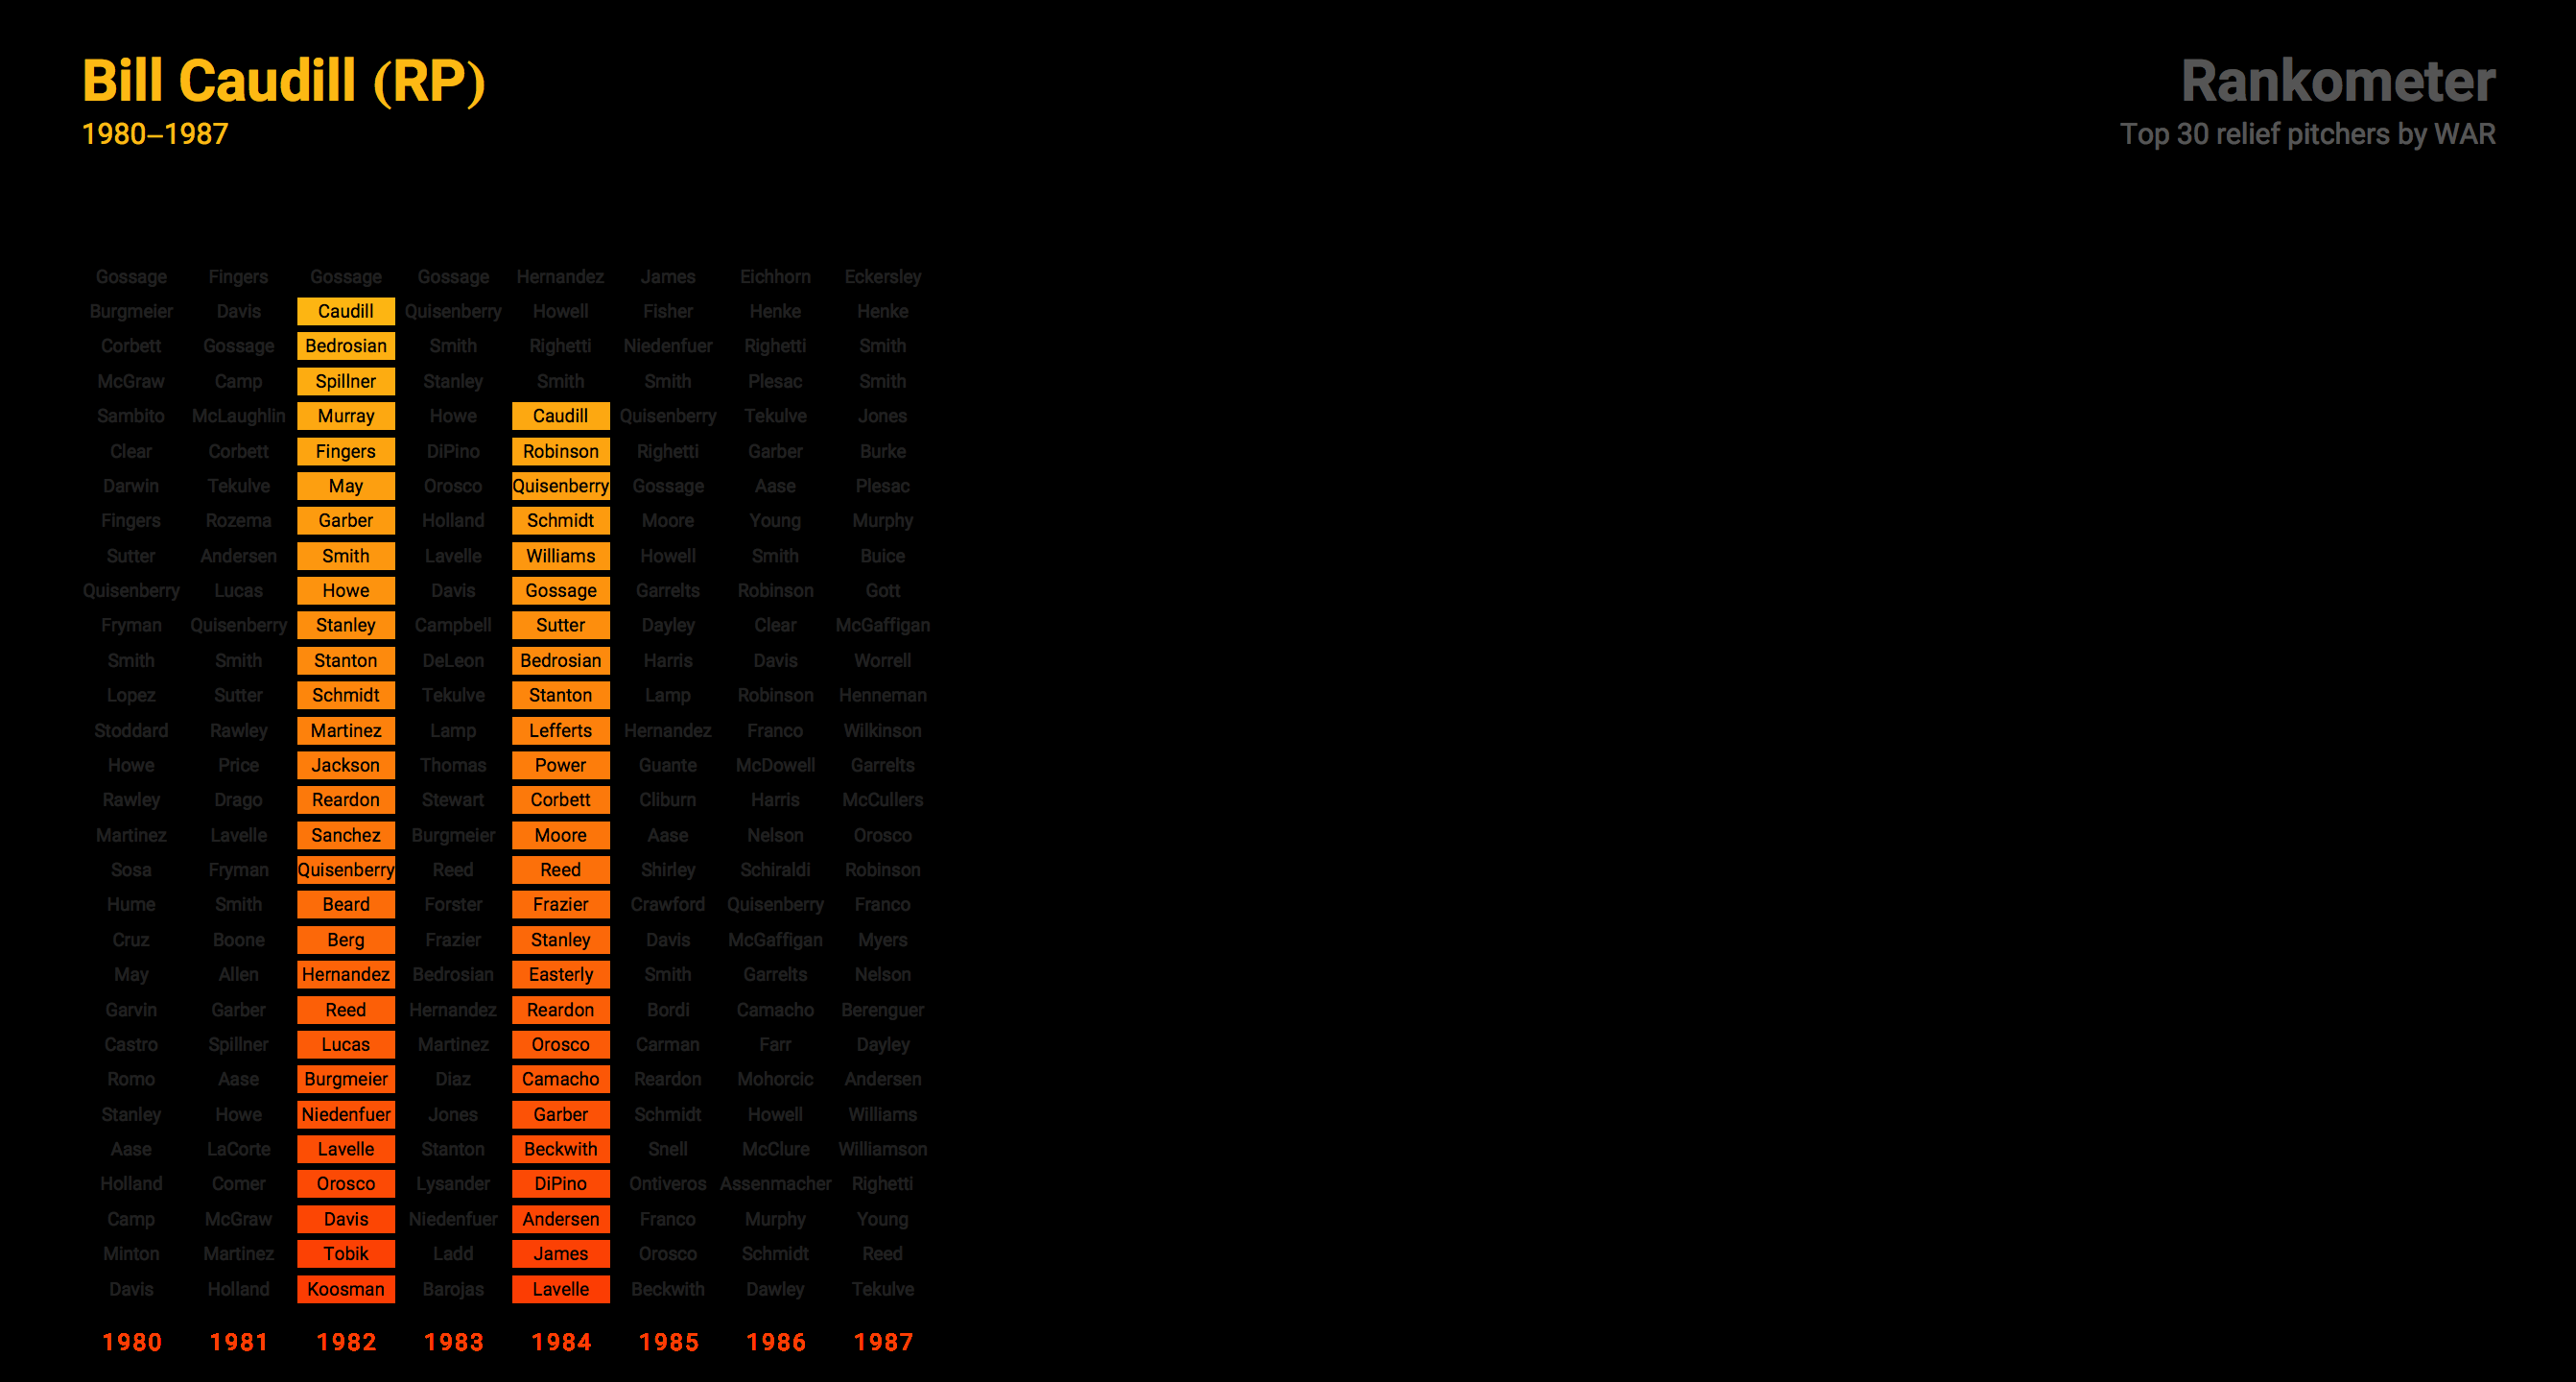 Bill Caudill (RP)
1980–1987
Rankometer
Top 30 relief pitchers by WAR
Gossage Fingers Gossage Gossage Hernandez James Eichhorn Eckersley
Burgmeier Davis Caudill Quisenberry Howell Fisher Henke Henke
Corbett Gossage Bedrosian Smith Righetti Niedenfuer Righetti Smith
McGraw Camp Spillner Stanley Smith Smith Plesac Smith
Sambito McLaughlin Murray Howe Caudill Quisenberry Tekulve Jones
Clear Corbett Fingers DiPino Robinson Righetti Garber Burke
Darwin Tekulve May Orosco Quisenberry Gossage Aase Plesac
Fingers Rozema Garber Holland Schmidt Moore Young Murphy
Sutter Andersen Smith Lavelle Williams Howell Smith Buice
Quisenberry Lucas Howe Davis Gossage Garrelts Robinson Gott
Fryman Quisenberry Stanley Campbell Sutter Dayley Clear McGaffigan
Smith Smith Stanton DeLeon Bedrosian Harris Davis Worrell
Lopez Sutter Schmidt Tekulve Stanton Lamp Robinson Henneman
Stoddard Rawley Martinez Lamp Lefferts Hernandez Franco Wilkinson
Howe Price Jackson Thomas Power Guante McDowell Garrelts
Rawley Drago Reardon Stewart Corbett Cliburn Harris McCullers
Martinez Lavelle Sanchez Burgmeier Moore Aase Nelson Orosco
Sosa Fryman Quisenberry Reed Reed Shirley Schiraldi Robinson
Hume Smith Beard Forster Frazier Crawford Quisenberry Franco
Cruz Boone Berg Frazier Stanley Davis McGaffigan Myers
May Allen Hernandez Bedrosian Easterly Smith Garrelts Nelson
Garvin Garber Reed Hernandez Reardon Bordi Camacho Berenguer
Castro Spillner Lucas Martinez Orosco Carman Farr Dayley
Romo Aase Burgmeier Diaz Camacho Reardon Mohorcic Andersen
Stanley Howe Niedenfuer Jones Garber Schmidt Howell Williams
Aase LaCorte Lavelle Stanton Beckwith Snell McClure Williamson
Holland Comer Orosco Lysander DiPino Ontiveros Assenmacher Righetti
Camp McGraw Davis Niedenfuer Andersen Franco Murphy Young
Minton Martinez Tobik Ladd James Orosco Schmidt Reed
Davis Holland Koosman Barojas Lavelle Beckwith Dawley Tekulve
1980 1981 1982 1983 1984 1985 1986 1987